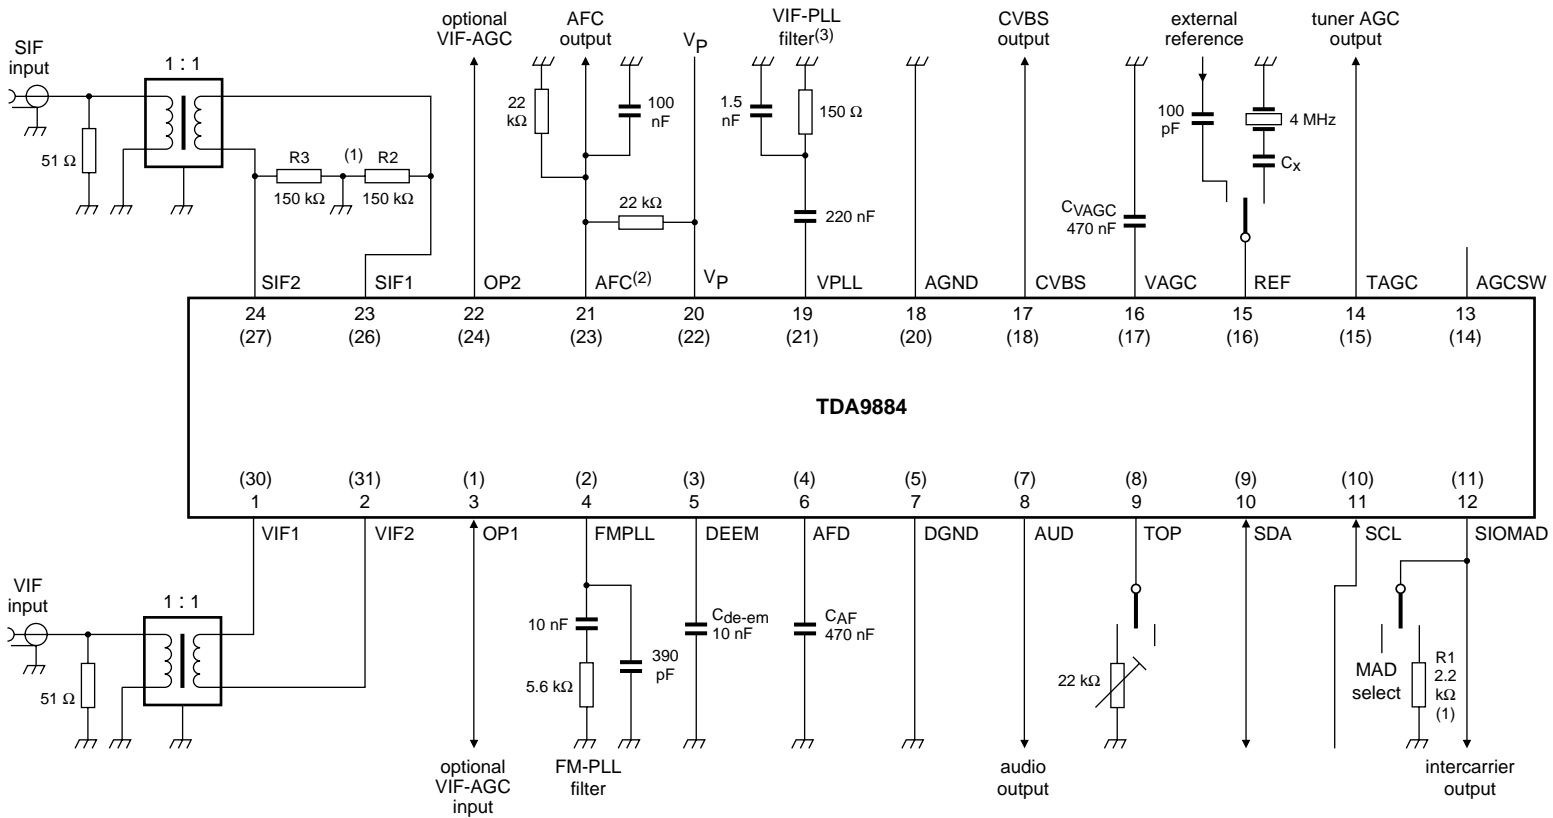 SIF
input
1 : 1
51 Ω
R3
(1)
R2
150 kΩ
150 kΩ
optional
VIF-AGC
AFC
output
22
kΩ
100
nF
22 kΩ
VP
VIF-PLL
filter(3)
1.5
nF
150 Ω
220 nF
CVBS
output
CVAGC
470 nF
external
reference
100
pF
4 MHz
Cx
tuner AGC
output
SIF2
SIF1
OP2
AFC(2)
VP
VPLL
AGND
CVBS
VAGC
REF
TAGC
AGCSW
24
23
22
21
20
19
18
17
16
15
14
13
(27)
(26)
(24)
(23)
(22)
(21)
(20)
(18)
(17)
(16)
(15)
(14)
TDA9884
(30)
(31)
(1)
(2)
(3)
(4)
(5)
(7)
(8)
(9)
(10)
(11)
1
2
3
4
5
6
7
8
9
10
11
12
VIF1
VIF2
OP1
FMPLL
DEEM
AFD
DGND
AUD
TOP
SDA
SCL
SIOMAD
VIF
input
1 : 1
51 Ω
optional
VIF-AGC
input
10 nF
5.6 kΩ
390
pF
FM-PLL
filter
Cde-em
10 nF
CAF
470 nF
audio
output
22 kΩ
MAD
select
R1
2.2
kΩ
(1)
intercarrier
output